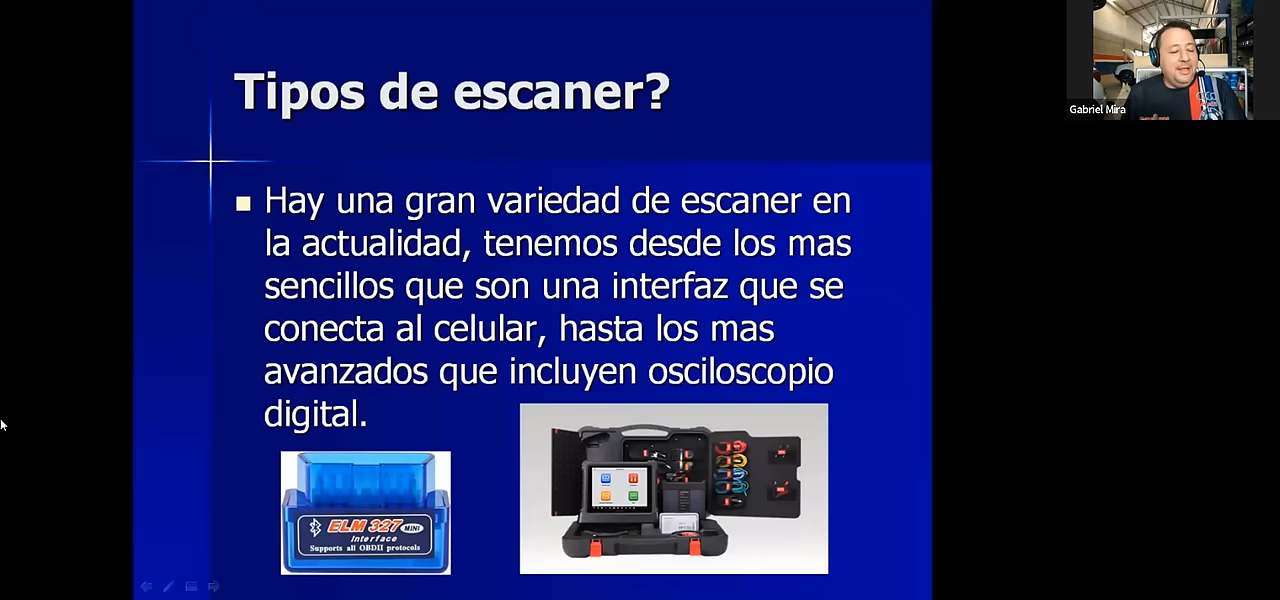 Tipos de escaner?
Gabriel Mira
Hay una gran variedad de escaner en
la actualidad, tenemos desde los mas
sencillos que son una interfaz que se
conecta al celular, hasta los mas
avanzados que incluyen osciloscopio
digital.
ELM 327 MINI
Interface
Supports all OBDII protocols